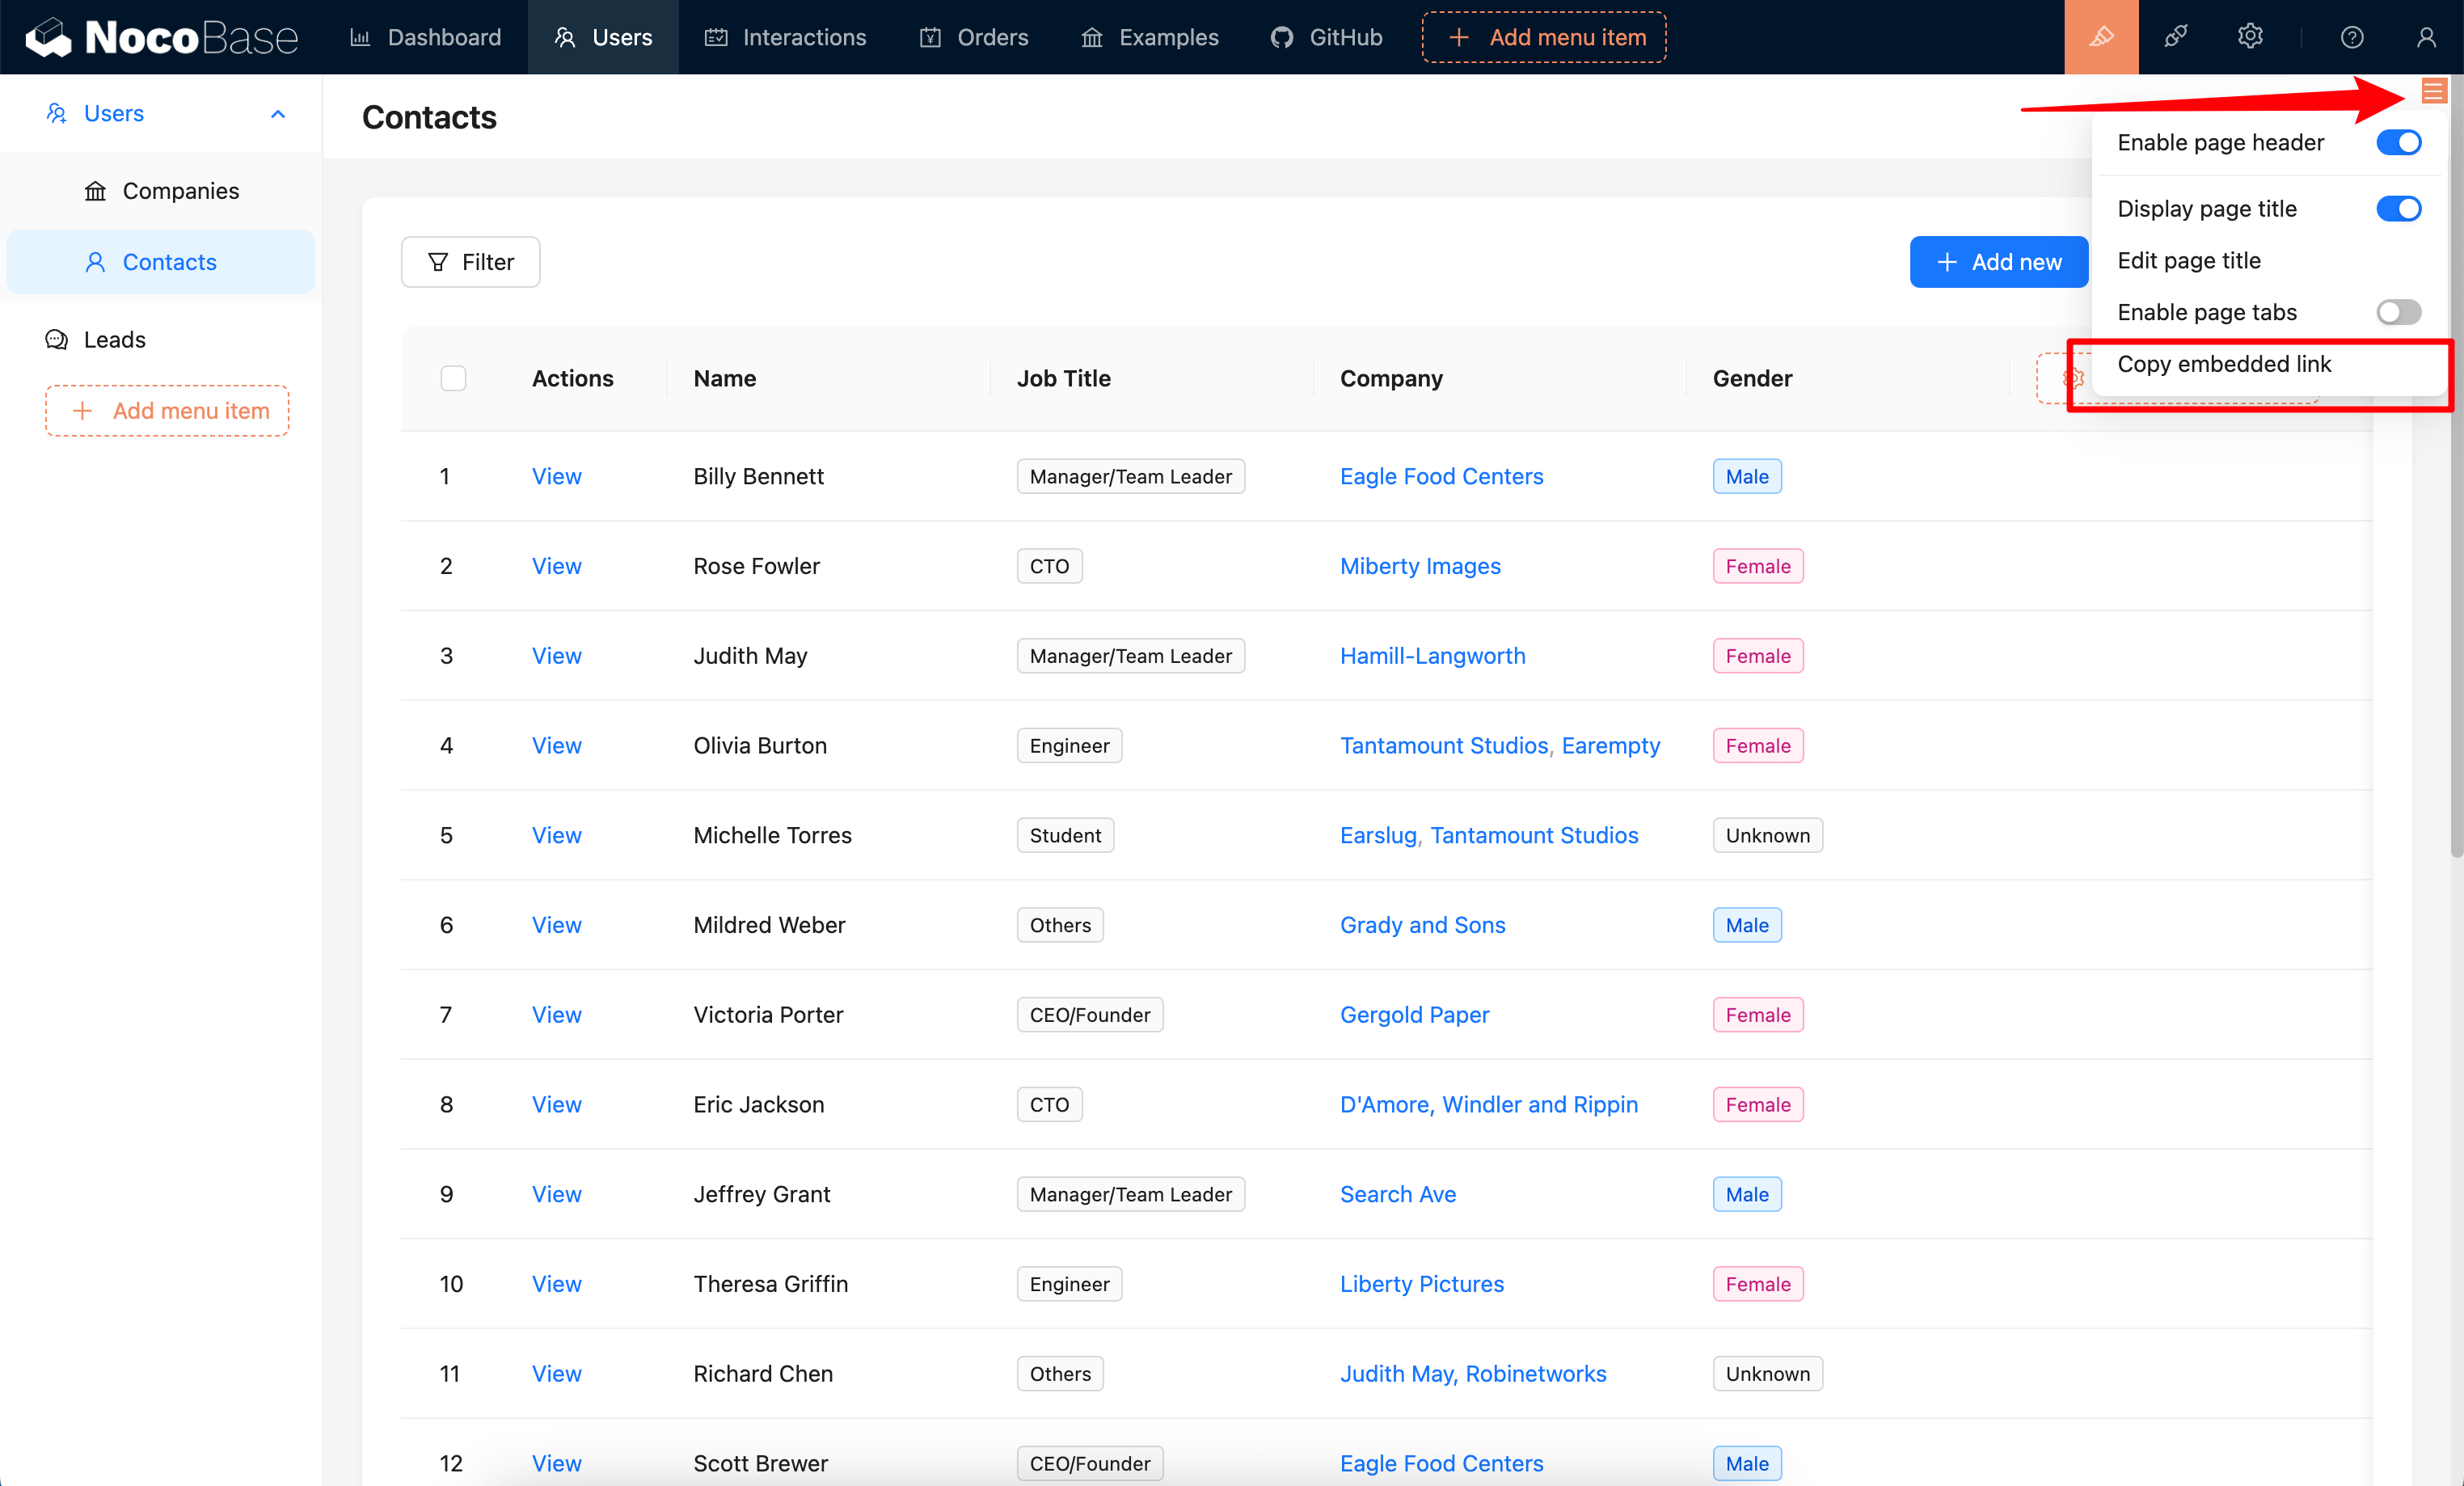 NocoBase Dashboard Users Interactions Orders Examples GitHub Add menu item
Users
Companies
Contacts
Leads
Add menu item
Contacts
Enable page header
Display page title
Edit page title
Enable page tabs
Copy embedded link
Filter
Add new
Actions Name Job Title Company Gender
1 View Billy Bennett Manager/Team Leader Eagle Food Centers Male
2 View Rose Fowler CTO Miberty Images Female
3 View Judith May Manager/Team Leader Hamill-Langworth Female
4 View Olivia Burton Engineer Tantamount Studios, Earempty Female
5 View Michelle Torres Student Earslug, Tantamount Studios Unknown
6 View Mildred Weber Others Grady and Sons Male
7 View Victoria Porter CEO/Founder Gergold Paper Female
8 View Eric Jackson CTO D'Amore, Windler and Rippin Female
9 View Jeffrey Grant Manager/Team Leader Search Ave Male
10 View Theresa Griffin Engineer Liberty Pictures Female
11 View Richard Chen Others Judith May, Robinetworks Unknown
12 View Scott Brewer CEO/Founder Eagle Food Centers Male